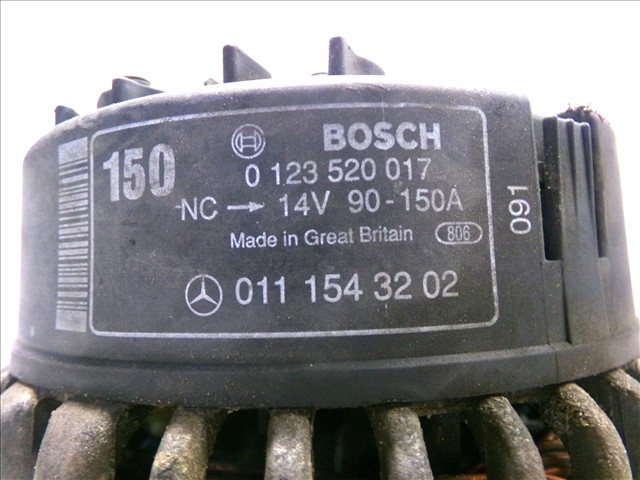 150
BOSCH
0 123 520 017
NC → 14V 90-150A
Made in Great Britain 806
011 154 32 02
091